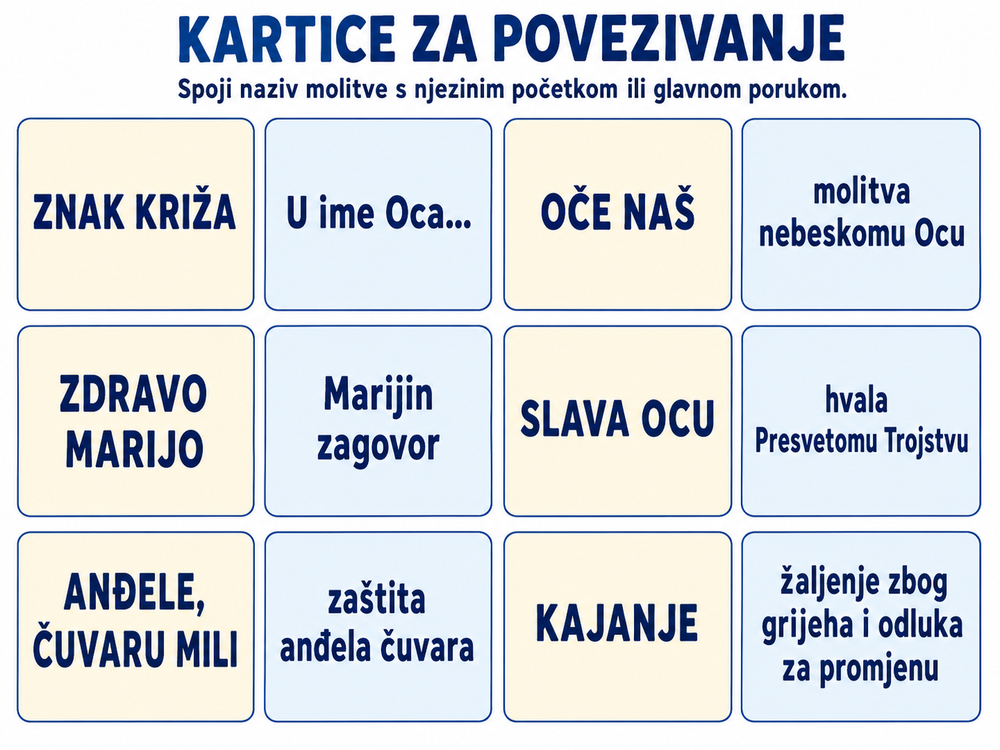 KARTICE ZA POVEZIVANJE
Spoji naziv molitve s njezinim početkom ili glavnom porukom.
ZNAK KRIŽA
U ime Oca...
OČE NAŠ
molitva
nebeskomu Ocu
ZDRAVO
MARIJO
Marijin
zagovor
SLAVA OCU
hvala
Presvetomu Trojstvu
ANĐELE,
ČUVARU MILI
zaštita
anđela čuvara
KAJANJE
žaljenje zbog
grijeha i odluka
za promjenu